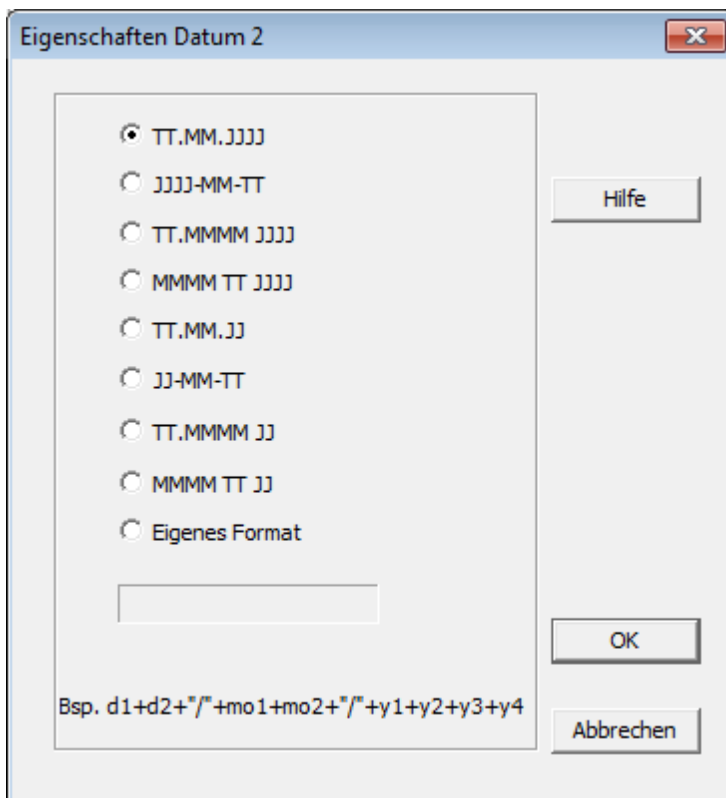 Eigenschaften Datum 2
TT.MM.JJJJ
JJJJ-MM-TT
TT.MMMM JJJJ
MMMM TT JJJJ
TT.MM.JJ
JJ-MM-TT
TT.MMMM JJ
MMMM TT JJ
Eigenes Format
Bsp. d1+d2+"/"+mo1+mo2+"/"+y1+y2+y3+y4
Hilfe
OK
Abbrechen